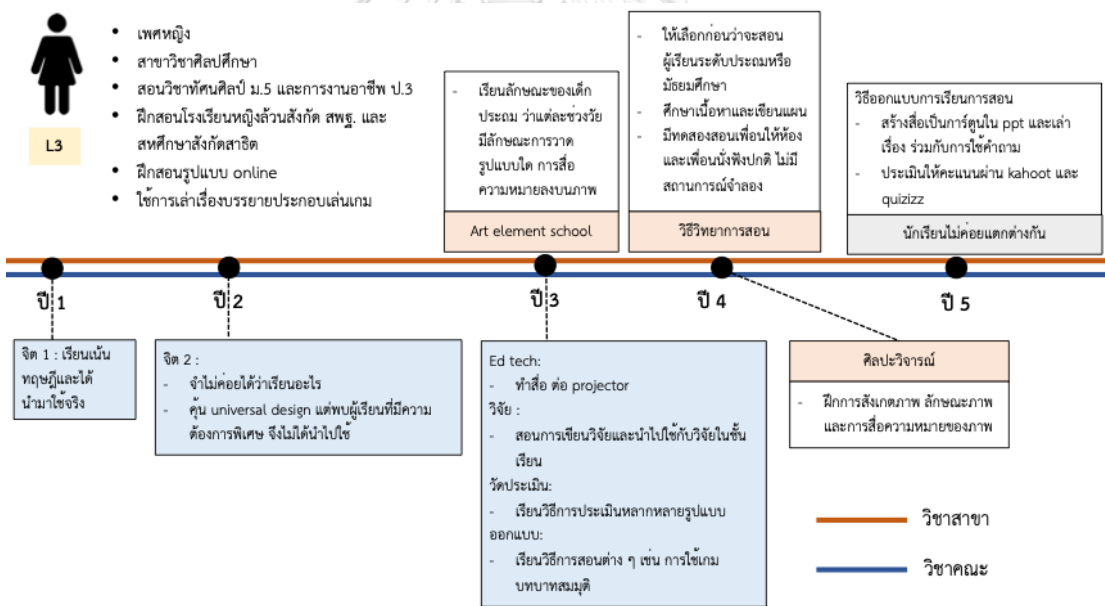 L3
• เพศหญิง
• สาขาวิชาศิลปศึกษา
• สอนวิชาทัศนศิลป์ ม.5 และการงานอาชีพ ป.3
• ฝึกสอนโรงเรียนหญิงล้วนสังกัด สพฐ. และ
สหศึกษาสังกัดสาธิต
• ฝึกสอนรูปแบบ online
• ใช้การเล่าเรื่องบรรยายประกอบเล่นเกม
- เรียนลักษณะของเด็ก
ประถม ว่าแต่ละช่วงวัย
มีลักษณะการวาด
รูปแบบใด การสื่อ
ความหมายลงบนภาพ
Art element school
- ให้เลือกก่อนว่าจะสอน
ผู้เรียนระดับประถมหรือ
มัธยมศึกษา
- ศึกษาเนื้อหาและเขียนแผน
- มีทดสองสอนเพื่อนให้ห้อง
และเพื่อนนั่งฟังปกติ ไม่มี
สถานการณ์จำลอง
วิธีวิทยาการสอน
วิธีออกแบบการเรียนการสอน
- สร้างสื่อเป็นการ์ตูนใน ppt และเล่า
เรื่อง ร่วมกับการใช้คำถาม
- ประเมินให้คะแนนผ่าน kahoot และ
quizizz
นักเรียนไม่ค่อยแตกต่างกัน
ปี 1
ปี 2
ปี 3
ปี 4
ปี 5
จิต 1 : เรียนเน้น
ทฤษฎีและได้
นำมาใช้จริง
จิต 2 :
- จำไม่ค่อยได้ว่าเรียนอะไร
- คุ้น universal design แต่พบผู้เรียนที่มีความ
ต้องการพิเศษ จึงไม่ได้นำไปใช้
Ed tech:
- ทำสื่อ ต่อ projector
วิจัย :
- สอนการเขียนวิจัยและนำไปใช้กับวิจัยในชั้น
เรียน
วัดประเมิน:
- เรียนวิธีการประเมินหลากหลายรูปแบบ
ออกแบบ:
- เรียนวิธีการสอนต่าง ๆ เช่น การใช้เกม
บทบาทสมมุติ
ศิลปะวิจารณ์
- ฝึกการสังเกตภาพ ลักษณะภาพ
และการสื่อความหมายของภาพ
วิชาสาขา
วิชาคณะ